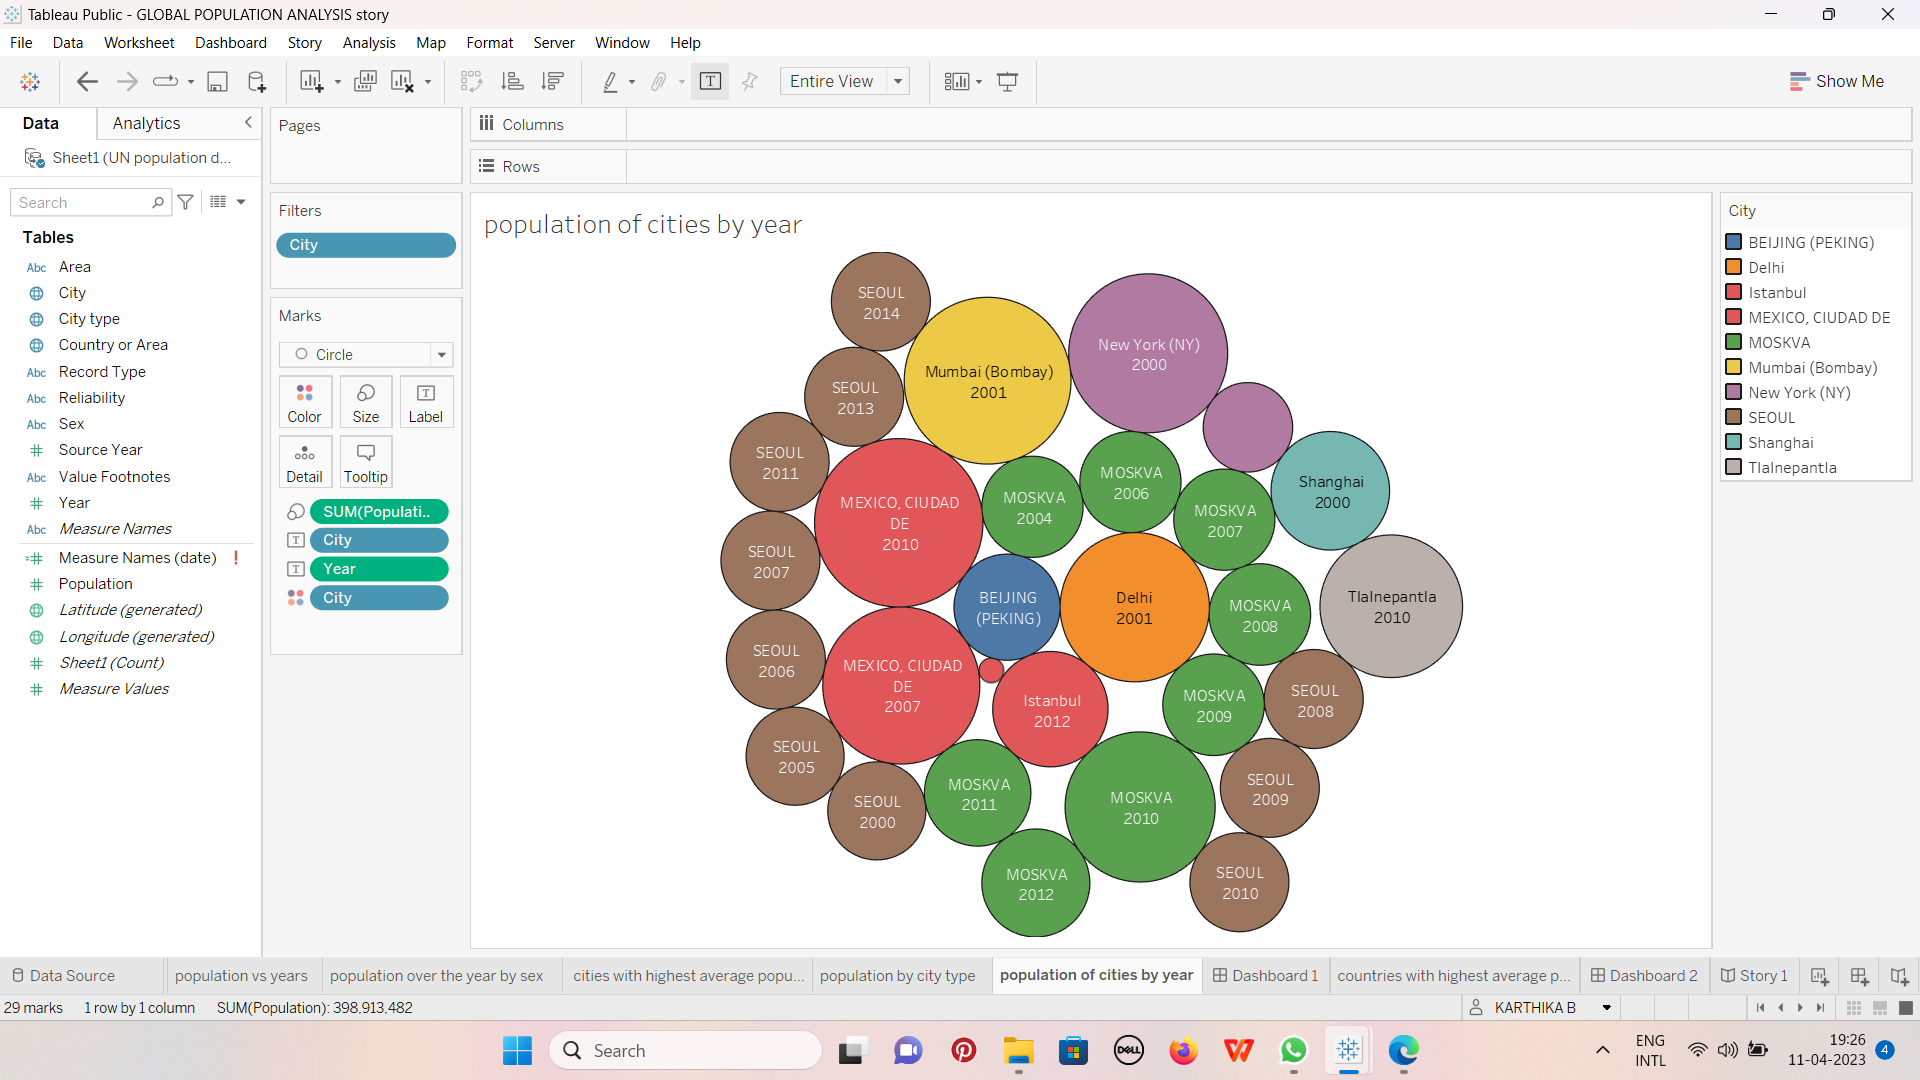 Tableau Public - GLOBAL POPULATION ANALYSIS story
File Data Worksheet Dashboard Story Analysis Map Format Server Window Help
Entire View
Show Me
Data Analytics
Sheet1 (UN population d...
Search
Tables
Abc Area
City
City type
Country or Area
Abc Record Type
Abc Reliability
Abc Sex
Source Year
Abc Value Footnotes
Year
Abc Measure Names
Measure Names (date) !
Population
Latitude (generated)
Longitude (generated)
Sheet1 (Count)
Measure Values
Pages
Filters
City
Marks
Circle
Color Size Label
Detail Tooltip
SUM(Populati..
City
Year
City
Columns
Rows
population of cities by year
SEOUL
2014
Mumbai (Bombay)
2001
New York (NY)
2000
SEOUL
2013
SEOUL
2011
MEXICO, CIUDAD
DE
2010
MOSKVA
2004
MOSKVA
2006
MOSKVA
2007
Shanghai
2000
SEOUL
2007
BEIJING
(PEKING)
Delhi
2001
MOSKVA
2008
Tlalnepantla
2010
SEOUL
2006
MEXICO, CIUDAD
DE
2007
Istanbul
2012
MOSKVA
2009
SEOUL
2008
SEOUL
2005
SEOUL
2000
MOSKVA
2011
MOSKVA
2010
SEOUL
2009
MOSKVA
2012
SEOUL
2010
City
BEIJING (PEKING)
Delhi
Istanbul
MEXICO, CIUDAD DE
MOSKVA
Mumbai (Bombay)
New York (NY)
SEOUL
Shanghai
Tlalnepantla
Data Source
population vs years
population over the year by sex
cities with highest average popu...
population by city type
population of cities by year
Dashboard 1
countries with highest average p...
Dashboard 2
Story 1
29 marks 1 row by 1 column SUM(Population): 398,913,482
KARTHIKA B
Search
DELL
ENG
INTL
19:26
11-04-2023
4